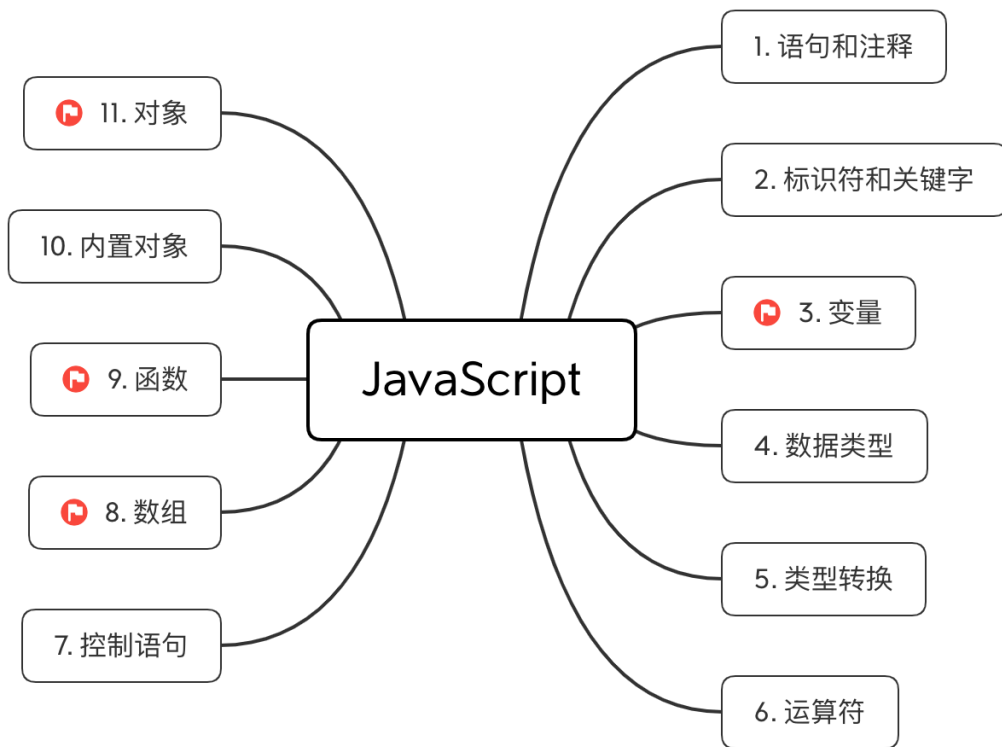 JavaScript
1. 语句和注释
2. 标识符和关键字
3. 变量
4. 数据类型
5. 类型转换
6. 运算符
7. 控制语句
8. 数组
9. 函数
10. 内置对象
11. 对象